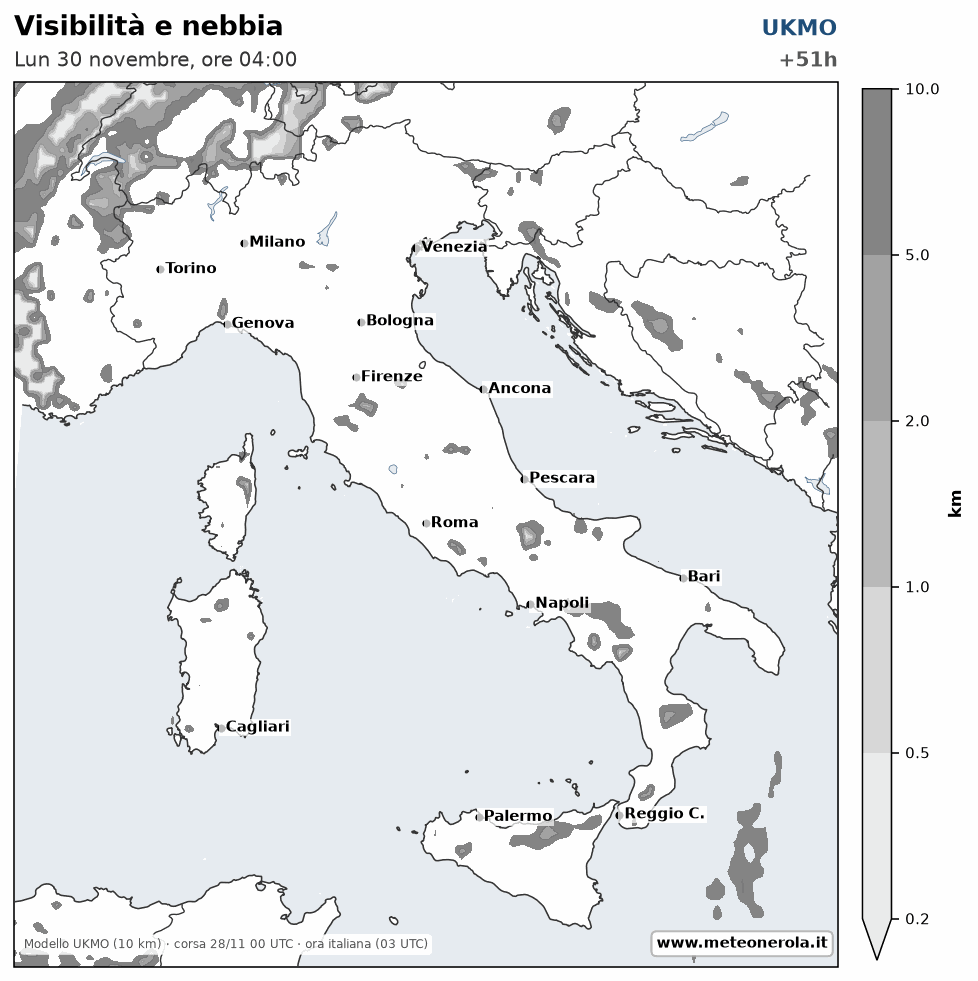 Visibilità e nebbia
UKMO
Lun 30 novembre, ore 04:00
+51h
10.0
5.0
2.0
1.0
0.5
0.2
km
Milano
Venezia
Torino
Genova
Bologna
Firenze
Ancona
Pescara
Roma
Bari
Napoli
Cagliari
Palermo
Reggio C.
Modello UKMO (10 km) · corsa 28/11 00 UTC · ora italiana (03 UTC)
www.meteonerola.it